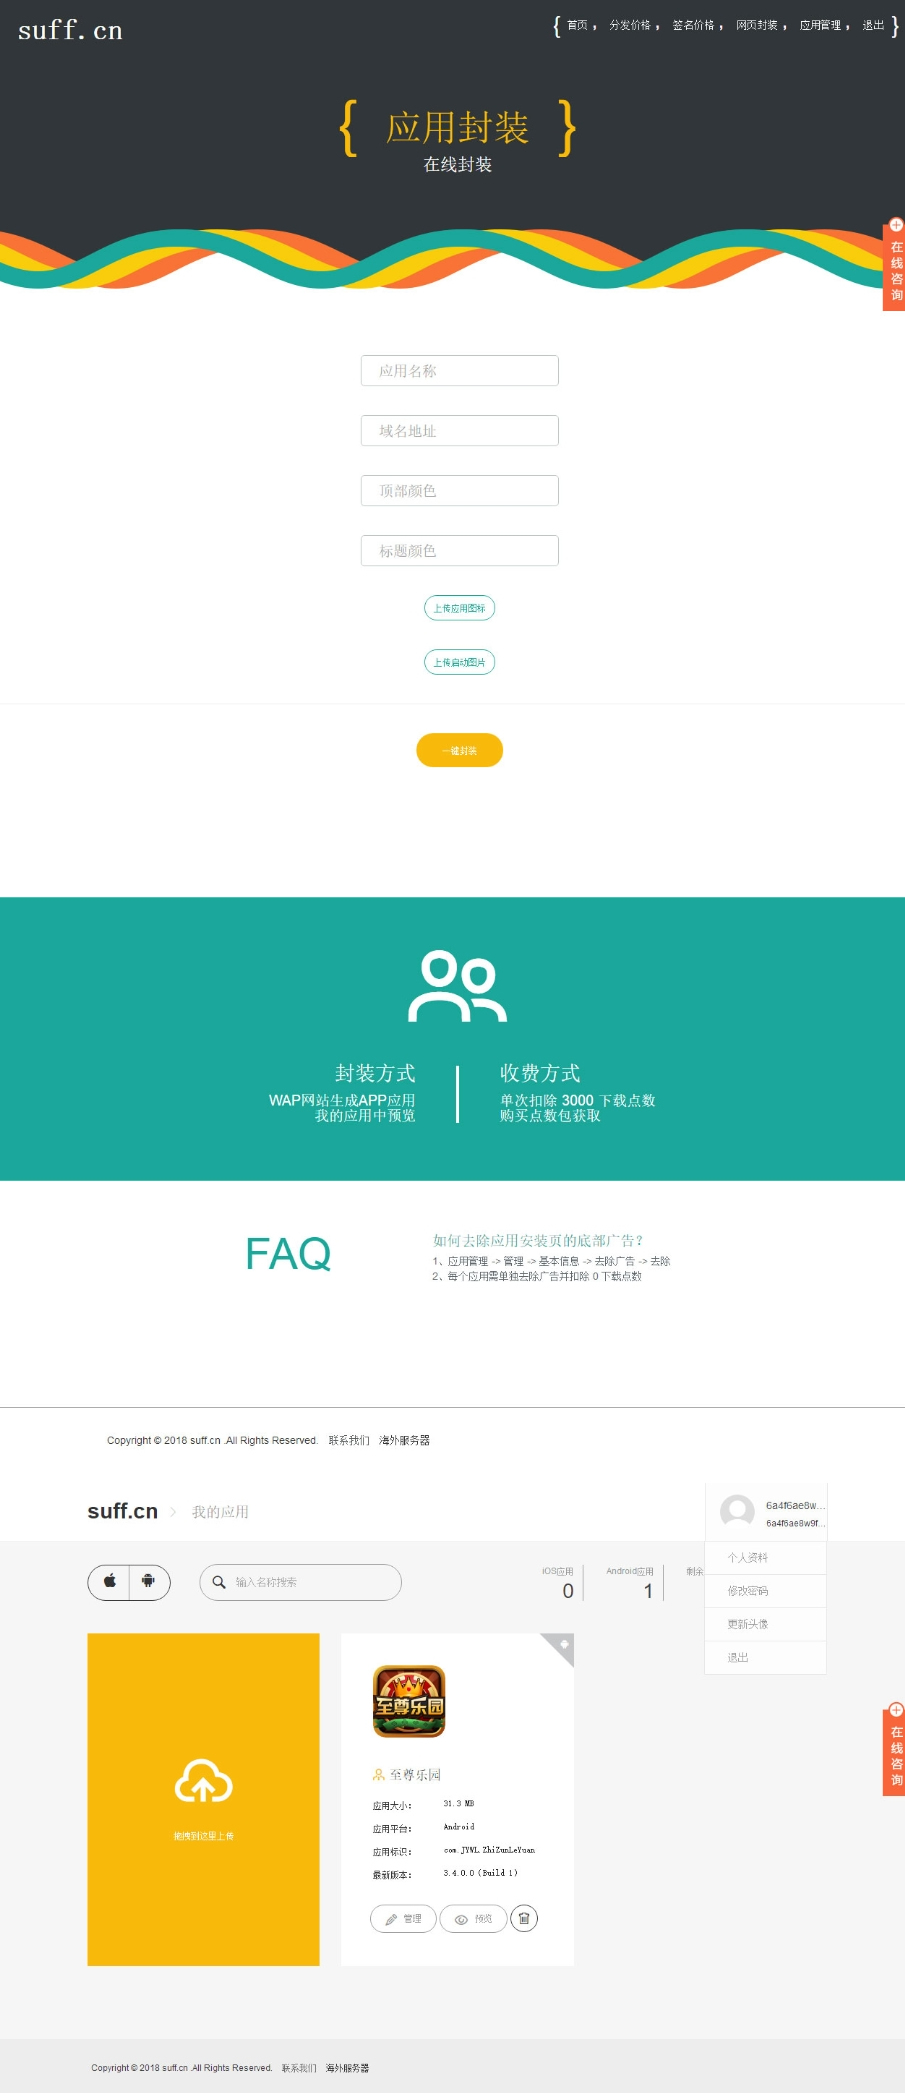 suff.cn
{ 首页 , 分发价格 , 签名价格 , 网页封装 , 应用管理 , 退出 }
{ 应用封装 }
在线封装
在线咨询
应用名称
域名地址
顶部颜色
标题颜色
上传应用图标
上传启动图片
一键封装
封装方式
WAP网站生成APP应用
我的应用中预览
收费方式
单次扣除 3000 下载点数
购买点数包获取
FAQ
如何去除应用安装页的底部广告？
1、应用管理 -> 管理 -> 基本信息 -> 去除广告 -> 去除
2、每个应用需单独去除广告并扣除 0 下载点数
Copyright © 2018 suff.cn .All Rights Reserved. 联系我们 海外服务器
suff.cn 我的应用
6a4f6ae8w...
6a4f6ae8w9f...
个人资料
修改密码
更新头像
退出
输入名称搜索
iOS应用
0
Android应用
1
剩余
拖拽到这里上传
至尊乐园
至尊乐园
应用大小： 31.3 MB
应用平台： Android
应用标识： com.JYWL.ZhiZunLeYuan
最新版本： 3.4.0.0 (Build 1)
管理
预览
在线咨询
Copyright © 2018 suff.cn .All Rights Reserved. 联系我们 海外服务器